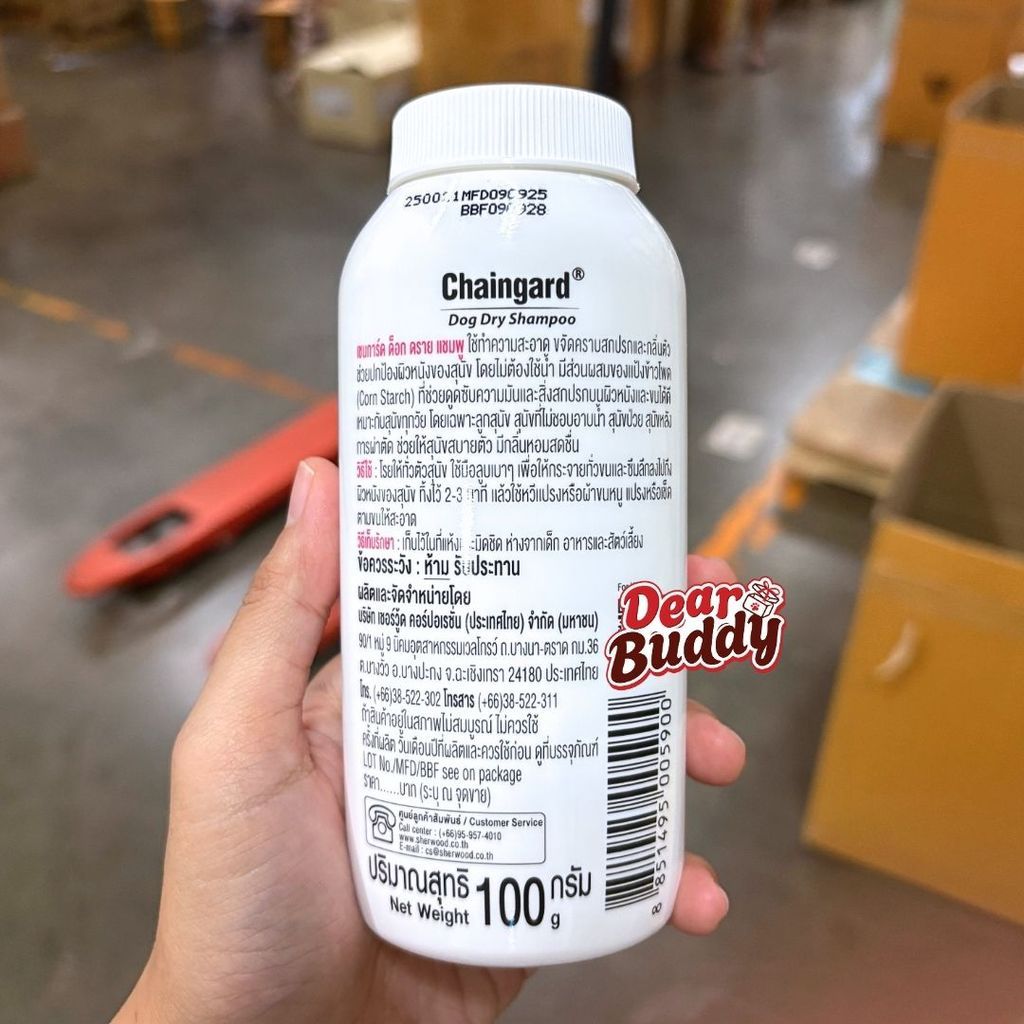 MFD090925
BBF090928
Chaingard®
Dog Dry Shampoo
เชนการ์ด ด็อก ดราย แชมพู ใช้ทำความสะอาด ขจัดคราบสกปรกและกลิ่นตัว
ช่วยปกป้องผิวหนังของสุนัข โดยไม่ต้องใช้น้ำ มีส่วนผสมของแป้งข้าวโพด
(Corn Starch) ที่ช่วยดูดซับความมันและสิ่งสกปรกบนผิวหนังและขนได้ดี
เหมาะกับสุนัขทุกวัย โดยเฉพาะลูกสุนัข สุนัขที่ไม่ชอบอาบน้ำ สุนัขป่วย สุนัขหลัง
การผ่าตัด ช่วยให้สุนัขสบายตัว มีกลิ่นหอมสดชื่น
วิธีใช้ : โรยให้ทั่วตัวสุนัข ใช้มือลูบเบาๆ เพื่อให้กระจายทั่วขนและซึมลึกลงไปถึง
ผิวหนังของสุนัข ทิ้งไว้ 2-3 นาที แล้วใช้หวีแปรงหรือผ้าขนหนู แปรงหรือเช็ด
ตามขนให้สะอาด
วิธีเก็บรักษา : เก็บไว้ในที่แห้งและมิดชิด ห่างจากเด็ก อาหารและสัตว์เลี้ยง
ข้อควรระวัง : ห้าม รับประทาน
ผลิตและจัดจำหน่ายโดย
บริษัท เชอร์วู้ด คอร์ปอเรชั่น (ประเทศไทย) จำกัด (มหาชน)
90/1 หมู่ 9 นิคมอุตสาหกรรมเวลโกรว์ ถ.บางนา-ตราด กม.36
ต.บางวัว อ.บางปะกง จ.ฉะเชิงเทรา 24180 ประเทศไทย
โทร. (+66)38-522-302 โทรสาร (+66)38-522-311
ถ้าสินค้าอยู่ในสภาพไม่สมบูรณ์ ไม่ควรใช้
ครั้งที่ผลิต วันเดือนปีที่ผลิตและควรใช้ก่อน ดูที่บรรจุภัณฑ์
LOT No./MFD/BBF see on package
ราคา......บาท (ระบุ ณ จุดขาย)
ศูนย์ลูกค้าสัมพันธ์ / Customer Service
Call center : (+66)95-957-4010
www.sherwood.co.th
E-mail : cs@sherwood.co.th
ปริมาณสุทธิ 100 กรัม
Net Weight g
Dear
Buddy
8 851495 005900